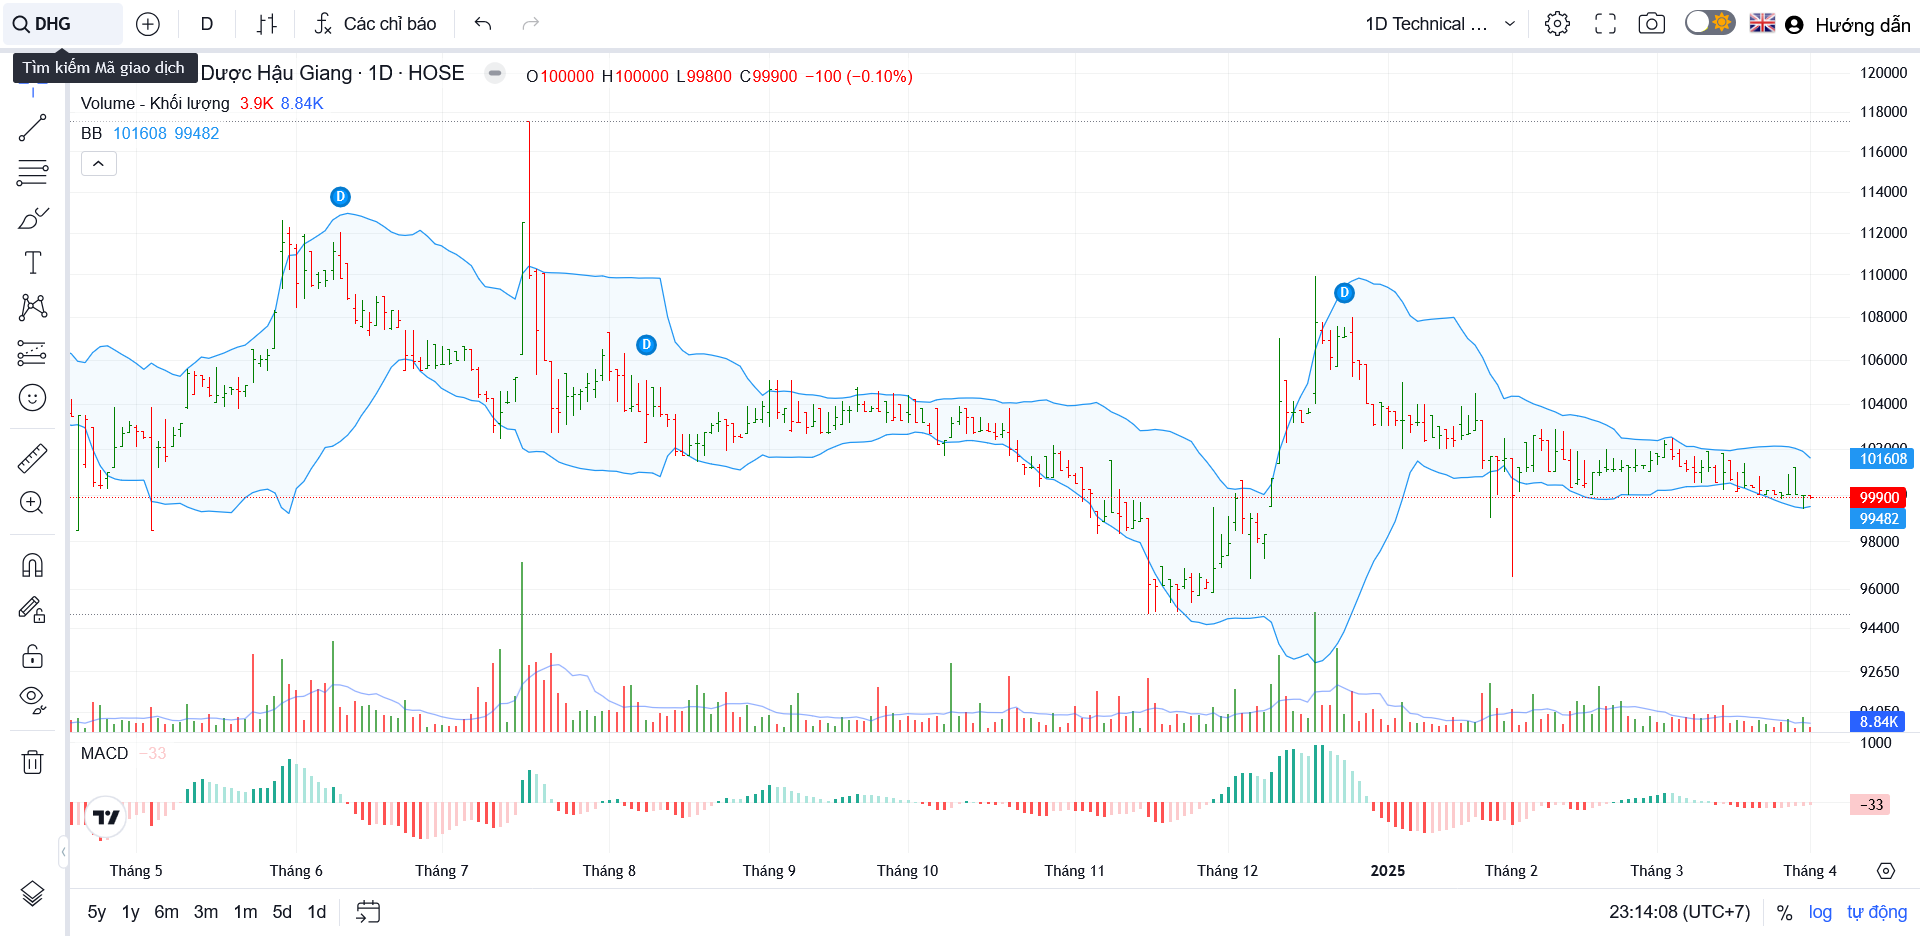 DHG
D
Các chỉ báo
1D Technical ...
Hướng dẫn
Tìm kiếm Mã giao dịch
Dược Hậu Giang · 1D · HOSE
O100000 H100000 L99800 C99900 −100 (−0.10%)
Volume - Khối lượng 3.9K 8.84K
BB 101608 99482
D
D
D
120000
118000
116000
114000
112000
110000
108000
106000
104000
102000
101608
99900
99482
98000
96000
94400
92650
91050
8.84K
1000
−33
MACD −33
Tháng 5
Tháng 6
Tháng 7
Tháng 8
Tháng 9
Tháng 10
Tháng 11
Tháng 12
2025
Tháng 2
Tháng 3
Tháng 4
5y 1y 6m 3m 1m 5d 1d
23:14:08 (UTC+7)
%
log
tự động